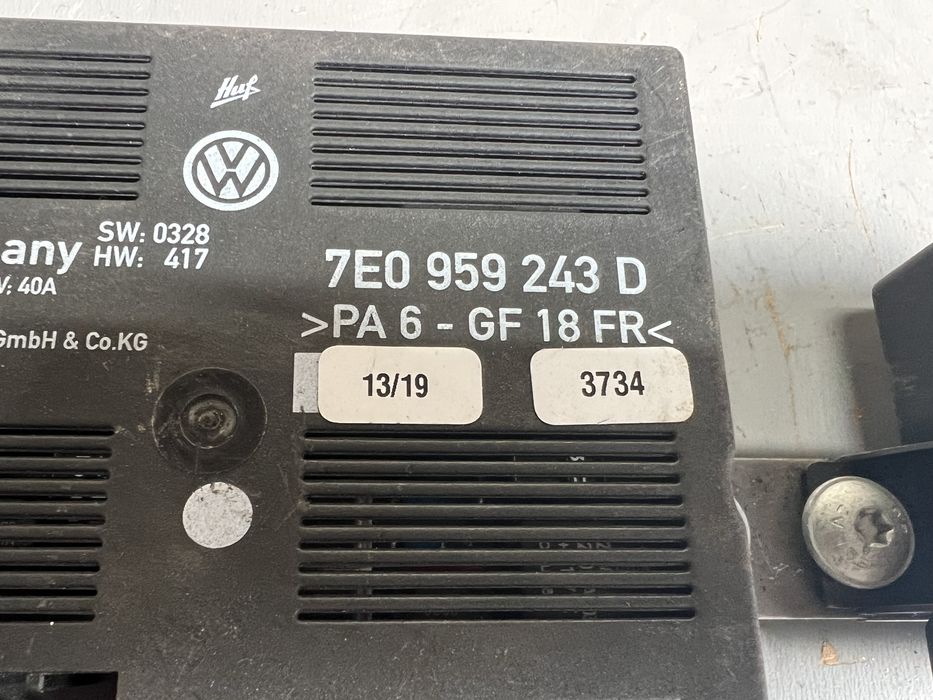 Huf
VW
any
SW: 0328
HW: 417
V: 40A
GmbH & Co.KG
7E0 959 243 D
>PA 6 - GF 18 FR<
13/19
3734